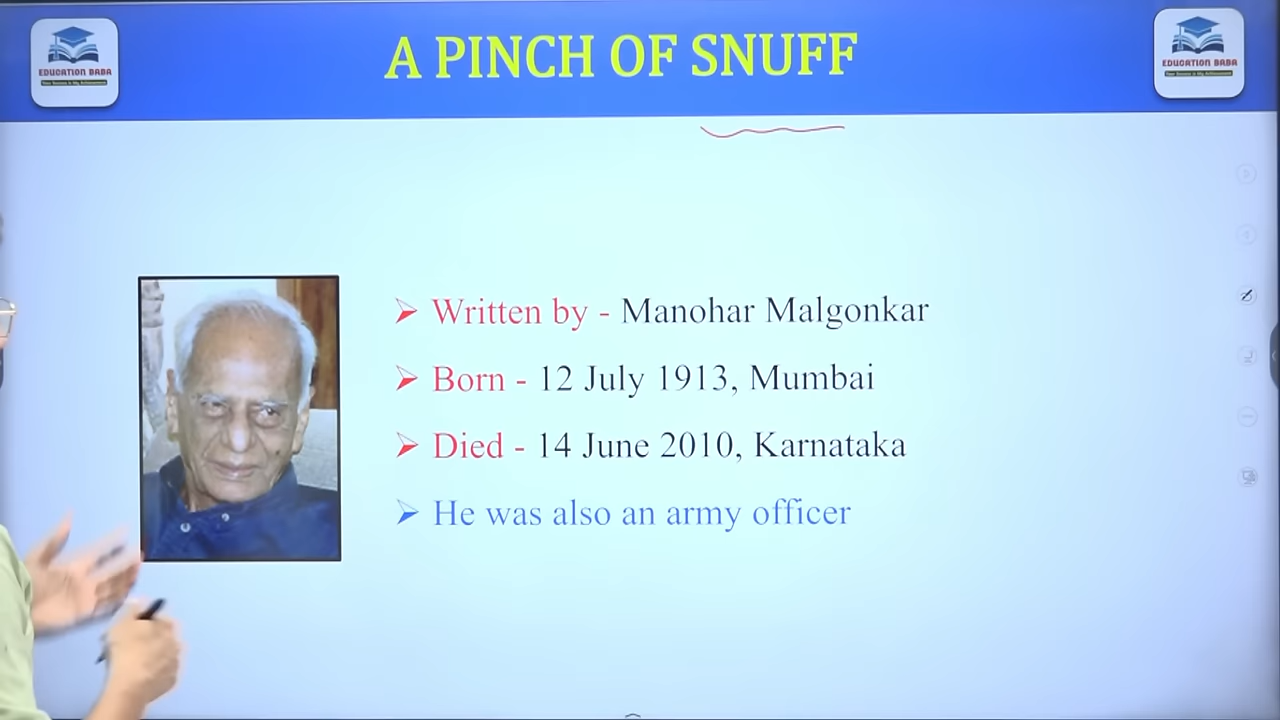 A PINCH OF SNUFF
EDUCATION BABA
EDUCATION BABA
Written by - Manohar Malgonkar
Born - 12 July 1913, Mumbai
Died - 14 June 2010, Karnataka
He was also an army officer